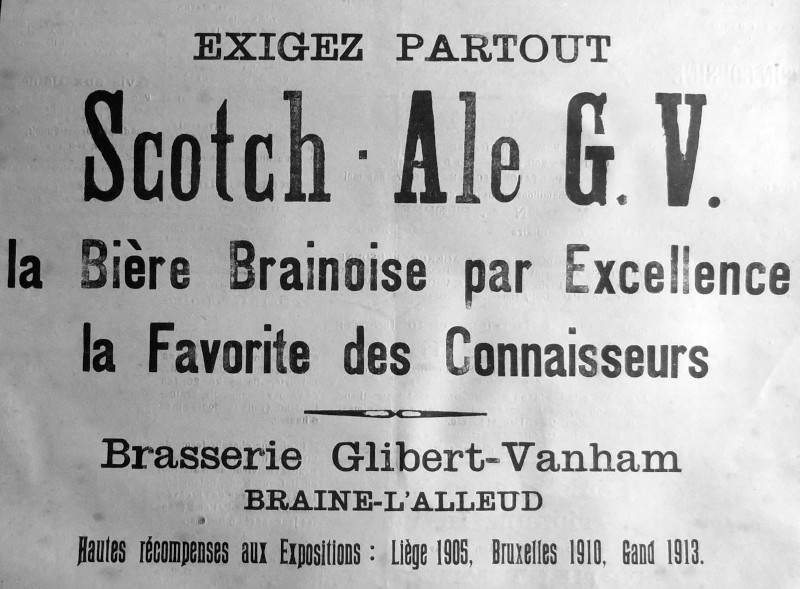 EXIGEZ PARTOUT
Scotch - Ale G. V.
la Bière Brainoise par Excellence
la Favorite des Connaisseurs
Brasserie Glibert-Vanham
BRAINE-L'ALLEUD
Hautes récompenses aux Expositions : Liège 1905, Bruxelles 1910, Gand 1913.